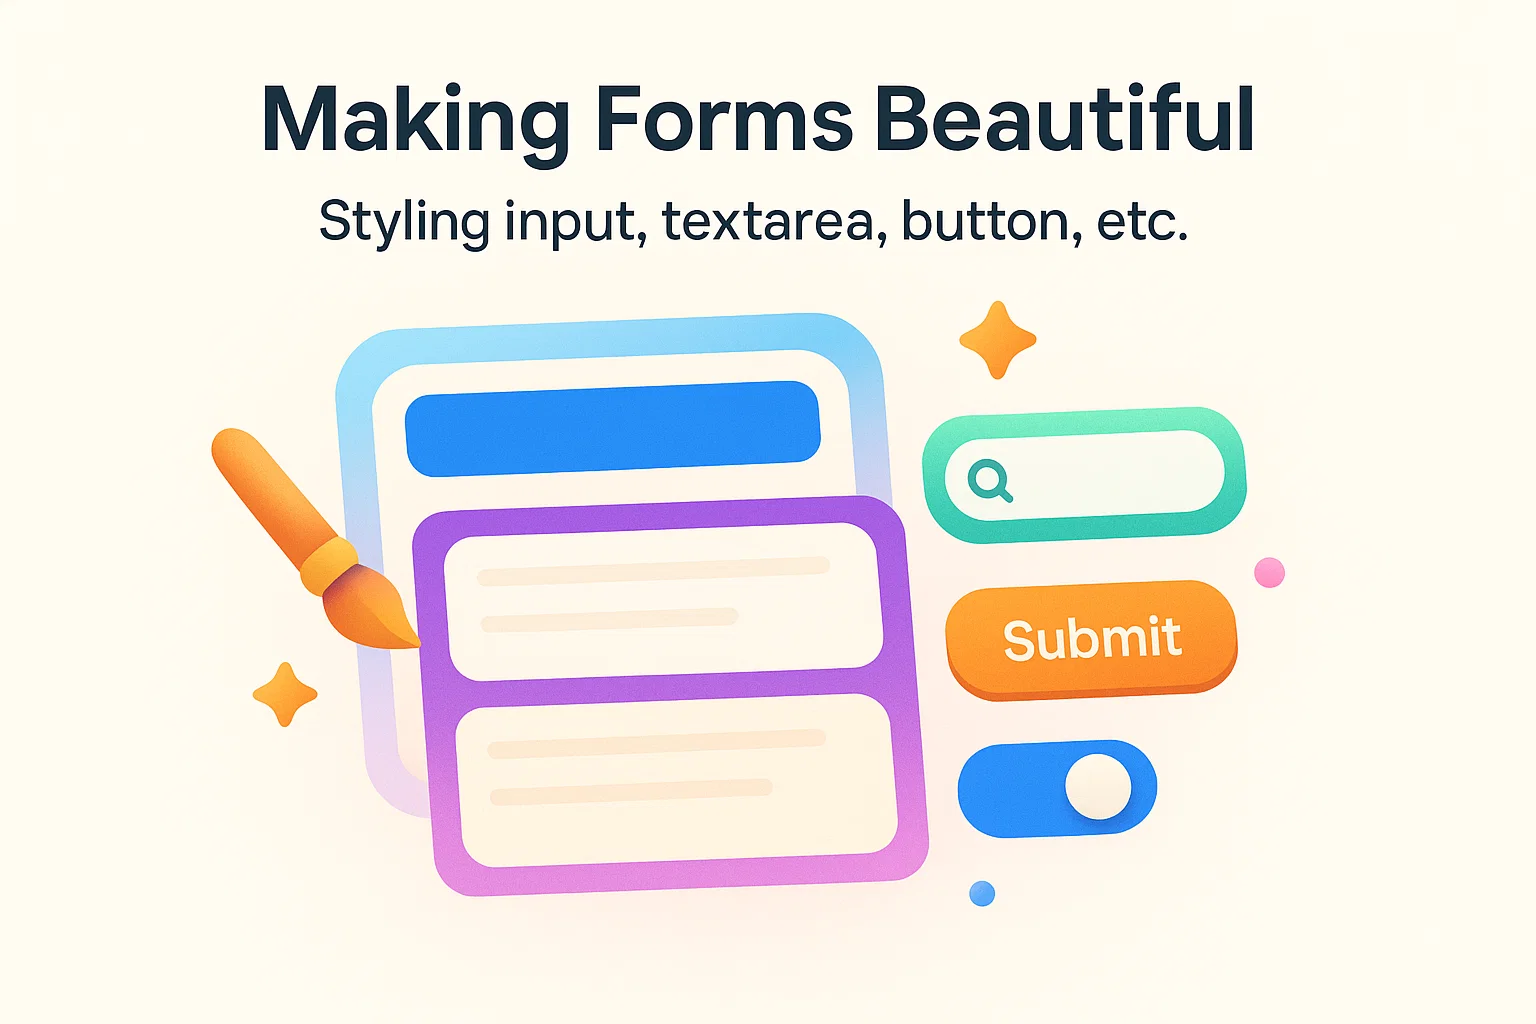 Making Forms Beautiful
Styling input, textarea, button, etc.
Submit